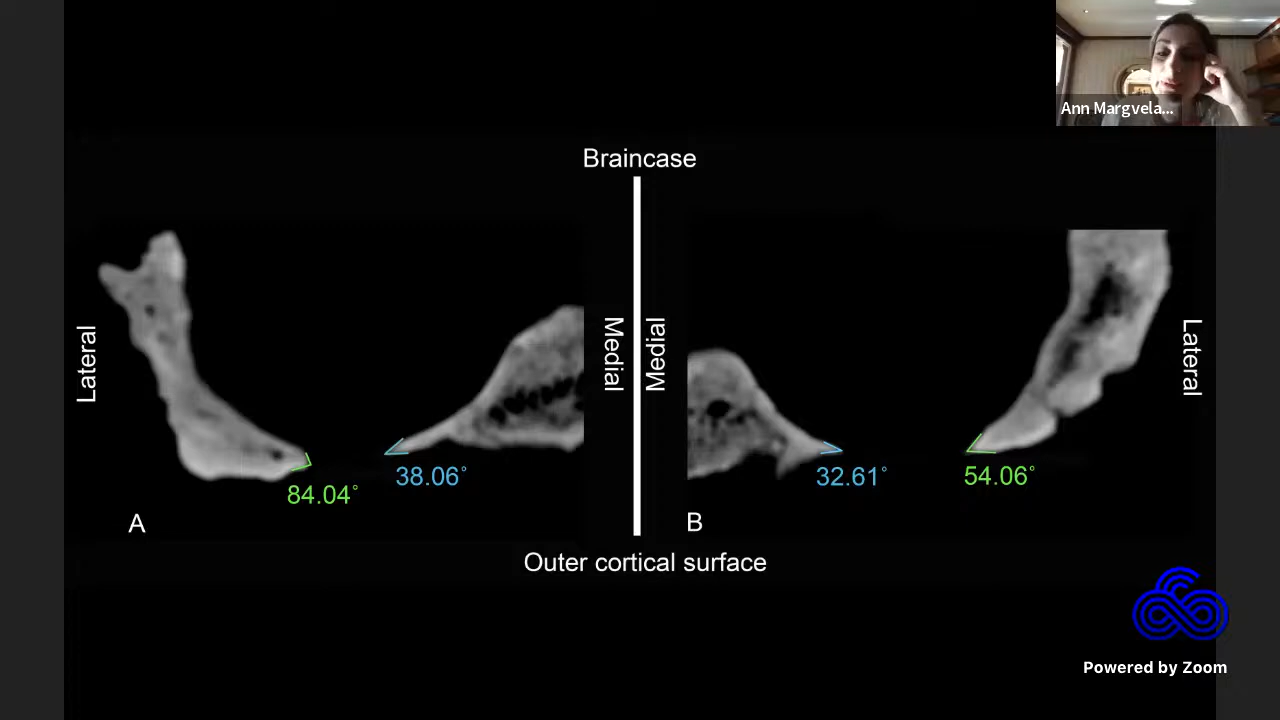 Ann Margvela...
Braincase
Lateral
Medial
Medial
Lateral
38.06°
84.04°
32.61°
54.06°
A
B
Outer cortical surface
Powered by Zoom